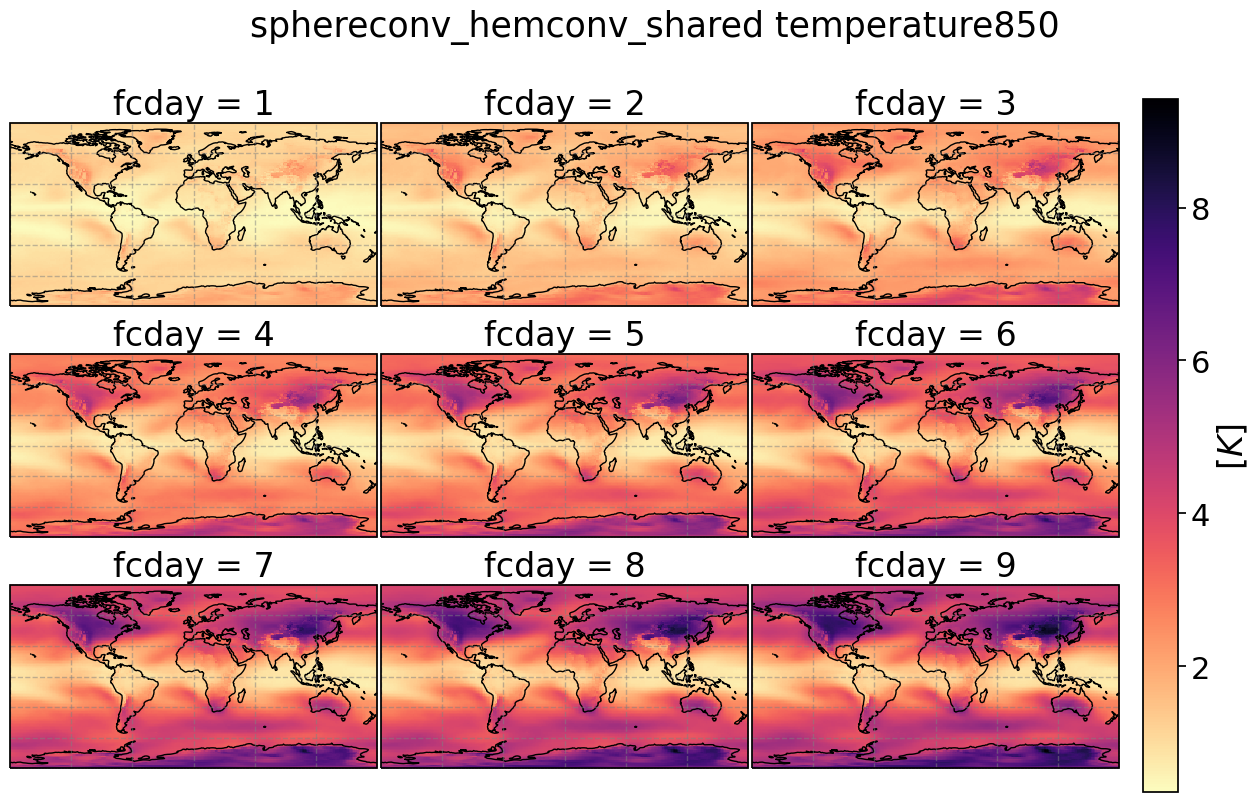 sphereconv_hemconv_shared temperature850
fcday = 1
fcday = 2
fcday = 3
fcday = 4
fcday = 5
fcday = 6
fcday = 7
fcday = 8
fcday = 9
8
6
4
2
[K]